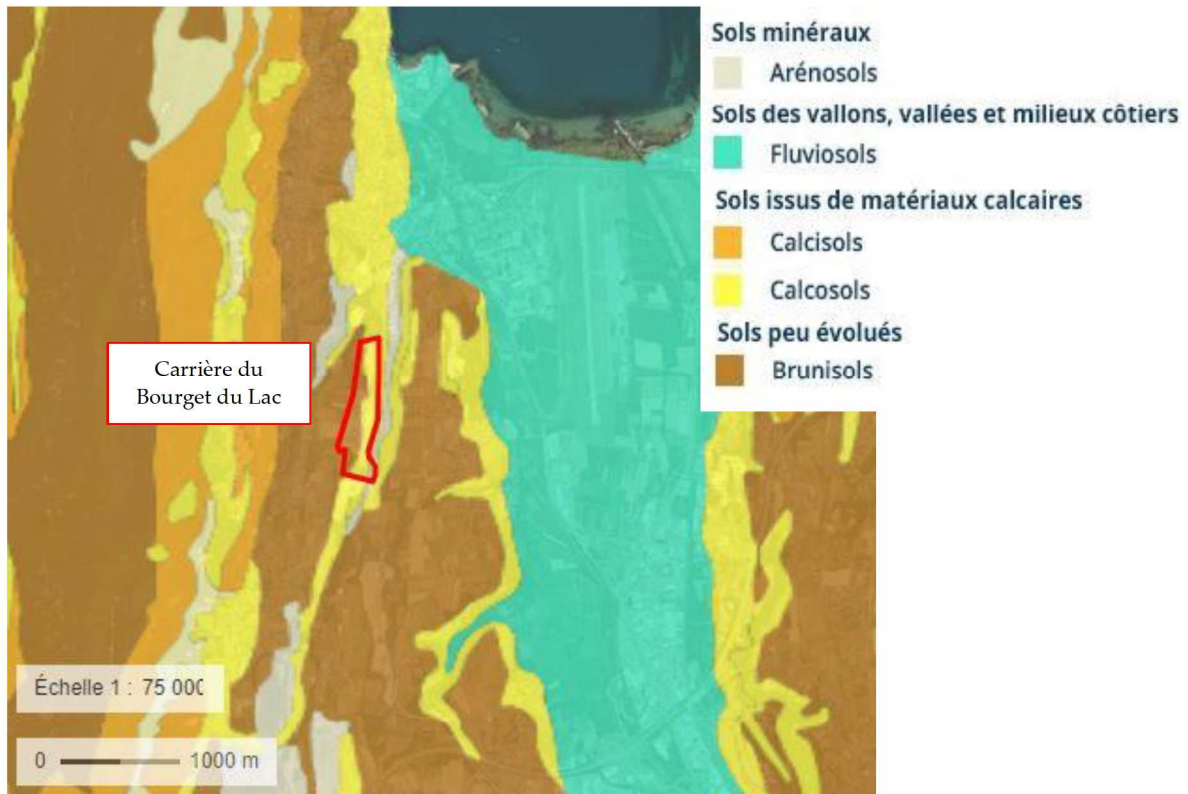 Sols minéraux
Arénosols
Sols des vallons, vallées et milieux côtiers
Fluviosols
Sols issus de matériaux calcaires
Calcisols
Calcosols
Sols peu évolués
Brunisols
Carrière du
Bourget du Lac
Échelle 1 : 75 000
0 1000 m